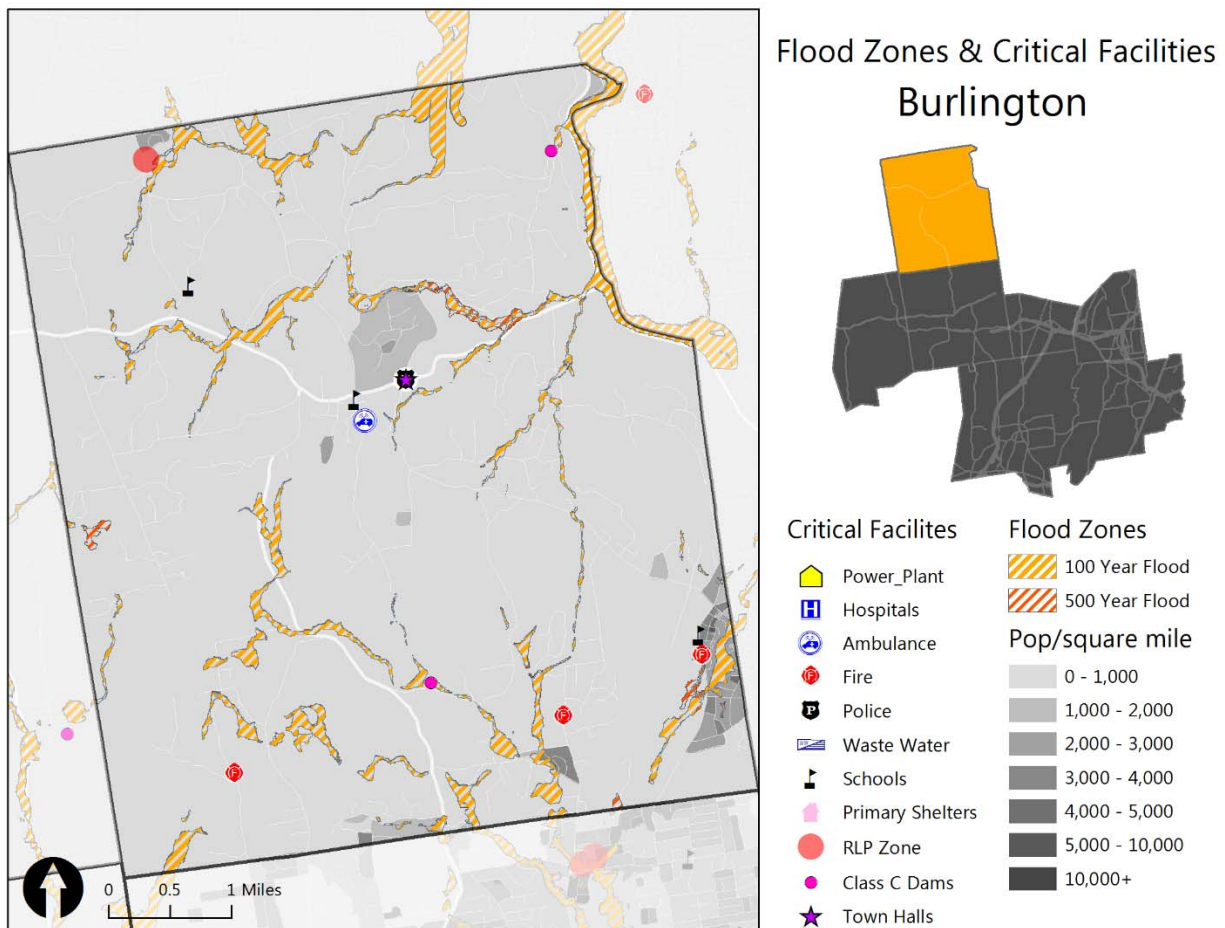 Flood Zones & Critical Facilities
Burlington
Critical Facilites
Power_Plant
H Hospitals
Ambulance
F Fire
P Police
Waste Water
Schools
Primary Shelters
RLP Zone
Class C Dams
Town Halls
Flood Zones
100 Year Flood
500 Year Flood
Pop/square mile
0 - 1,000
1,000 - 2,000
2,000 - 3,000
3,000 - 4,000
4,000 - 5,000
5,000 - 10,000
10,000+
0 0.5 1 Miles
F
F
F
F